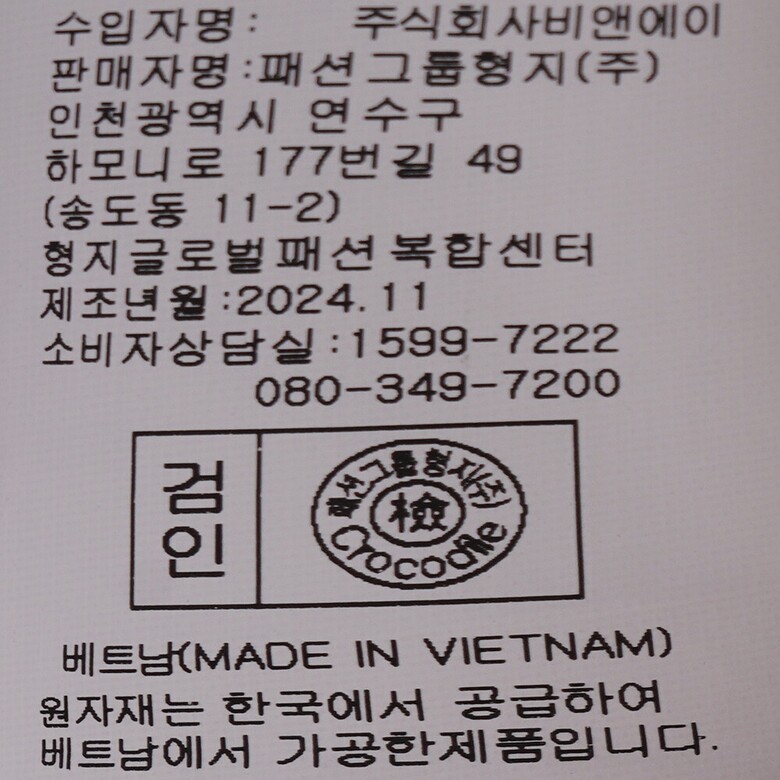 수입자명: 주식회사비앤에이
판매자명:패션그룹형지(주)
인천광역시 연수구
하모니로 177번길 49
(송도동 11-2)
형지글로벌패션복합센터
제조년월:2024.11
소비자상담실:1599-7222
080-349-7200
검인
패션그룹형지(주)
檢
Crocodile
베트남(MADE IN VIETNAM)
원자재는 한국에서 공급하여
베트남에서 가공한제품입니다.